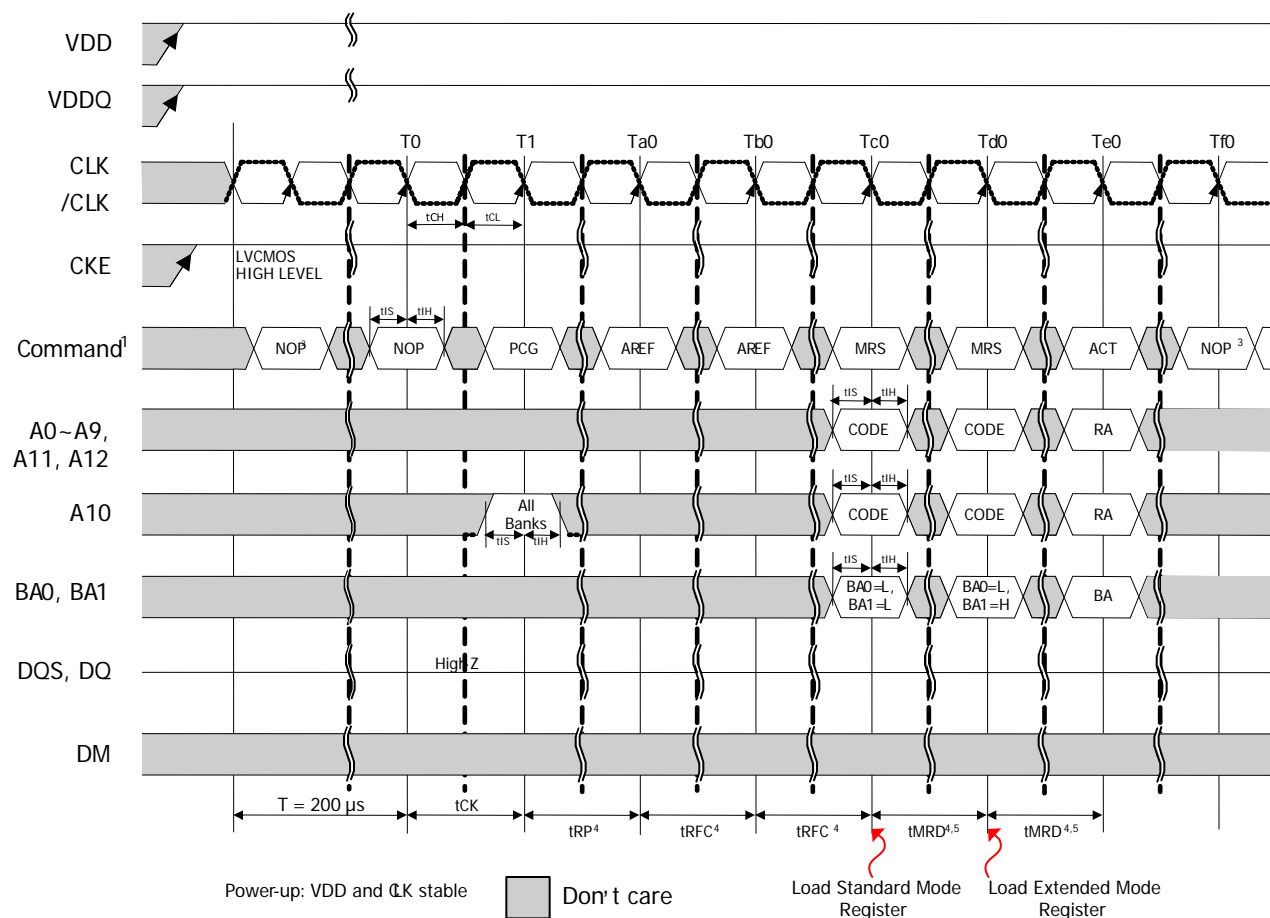 VDD
VDDQ
T0 T1 Ta0 Tb0 Tc0 Td0 Te0 Tf0
CLK
/CLK
tCH tCL
CKE
LVCMOS
HIGH LEVEL
tIS tIH
Command1
NOP3 NOP PCG AREF AREF MRS MRS ACT NOP 3
tIS tIH
A0~A9,
A11, A12
CODE CODE RA
tIS tIH
A10
All
Banks
CODE CODE RA
tIS tIH
tIS tIH
BA0, BA1
BA0=L,
BA1=L
BA0=L,
BA1=H
BA
High-Z
DQS, DQ
DM
T = 200 µs tCK
tRP4 tRFC4 tRFC 4 tMRD4,5 tMRD4,5
Power-up: VDD and CLK stable
Don't care
Load Standard Mode
Register
Load Extended Mode
Register